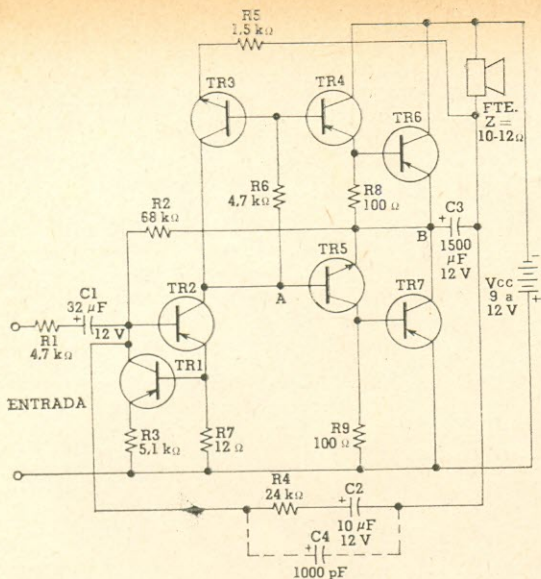 R5
1,5 kΩ
TR3
TR4
TR6
FTE.
Z =
10-12Ω
R2
68 kΩ
R6
4,7 kΩ
R8
100 Ω
C3
+
1500
µF
12 V
B
TR5
TR7
Vcc
9 a
12 V
-
+
C1
32 µF
+
12 V
R1
4,7 kΩ
TR2
A
TR1
ENTRADA
R3
5,1 kΩ
R7
12 Ω
R9
100 Ω
R4
24 kΩ
C2
+
10 µF
12 V
C4
+
1000 pF